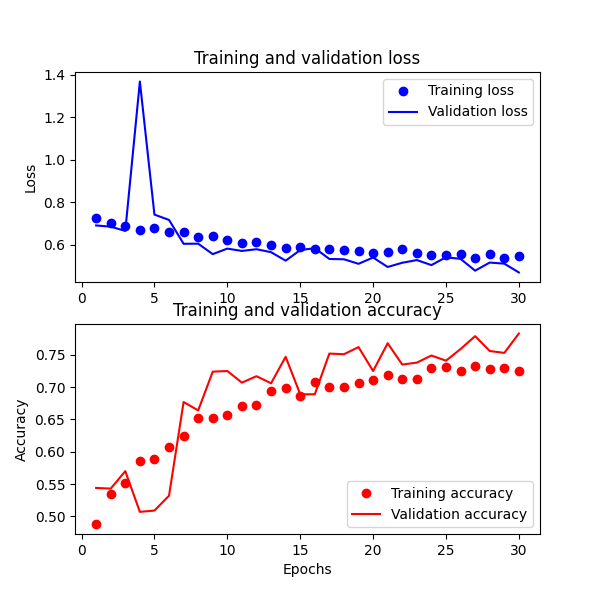 Training and validation loss
1.4
1.2
1.0
0.8
0.6
Loss
Training loss
Validation loss
0 5 10 15 20 25 30
Training and validation accuracy
0.75
0.70
0.65
0.60
0.55
0.50
Accuracy
Training accuracy
Validation accuracy
0 5 10 15 20 25 30
Epochs